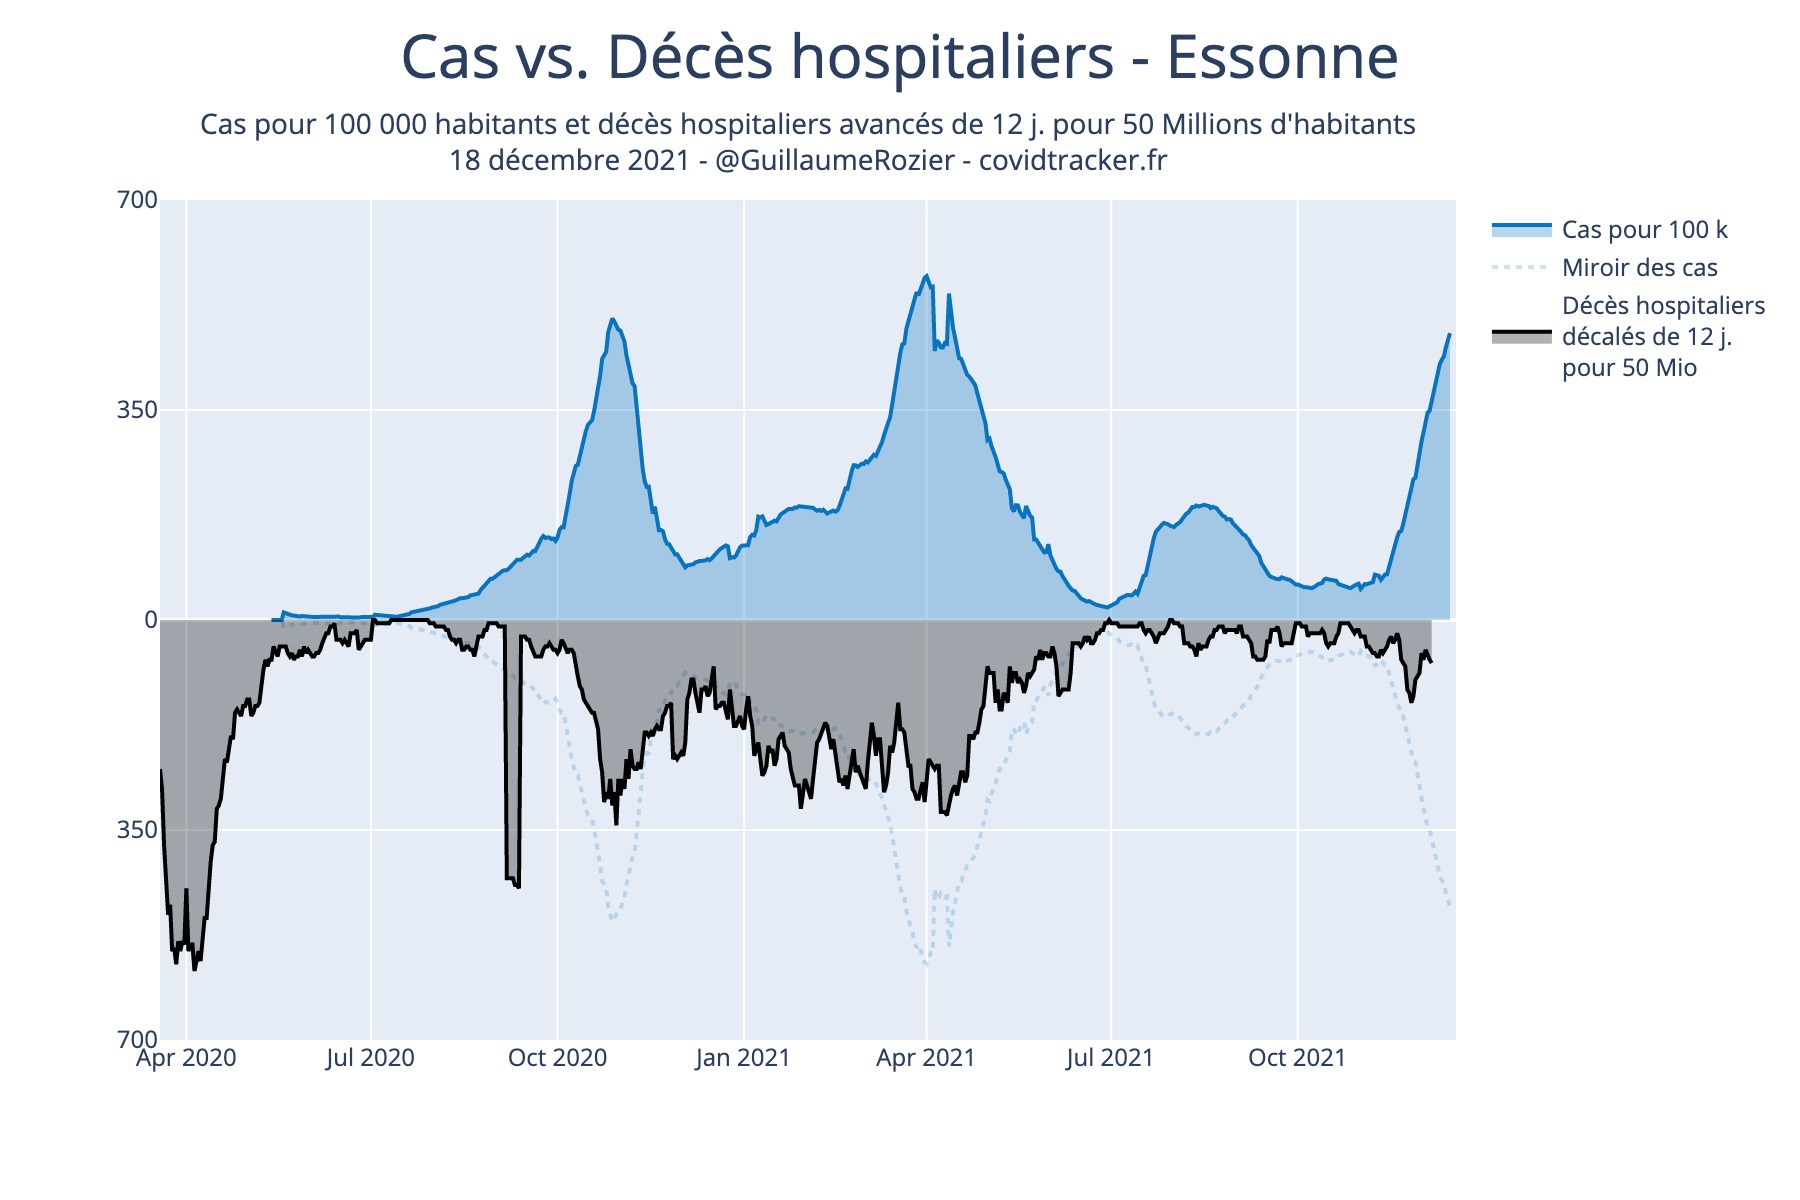 Cas vs. Décès hospitaliers - Essonne
Cas pour 100 000 habitants et décès hospitaliers avancés de 12 j. pour 50 Millions d'habitants
18 décembre 2021 - @GuillaumeRozier - covidtracker.fr
700
350
0
350
700
Apr 2020
Jul 2020
Oct 2020
Jan 2021
Apr 2021
Jul 2021
Oct 2021
Cas pour 100 k
Miroir des cas
Décès hospitaliers
décalés de 12 j.
pour 50 Mio